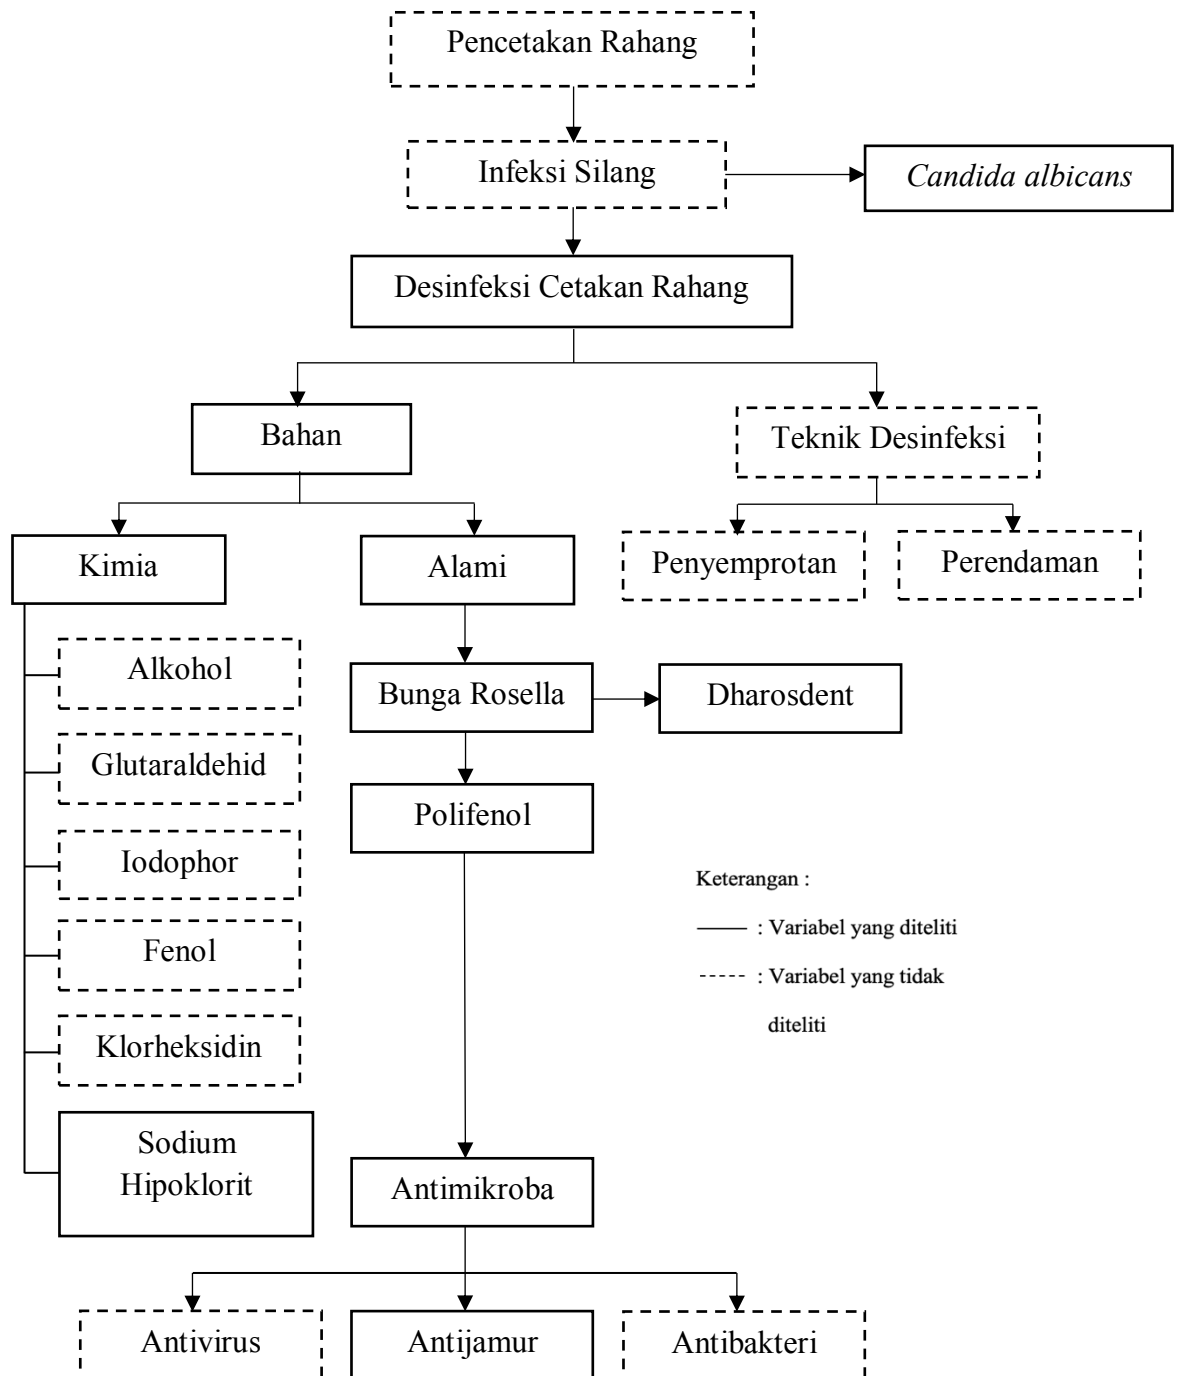 Pencetakan Rahang
Infeksi Silang
Candida albicans
Desinfeksi Cetakan Rahang
Bahan
Teknik Desinfeksi
Kimia
Alami
Penyemprotan
Perendaman
Alkohol
Bunga Rosella
Dharosdent
Glutaraldehid
Polifenol
Iodophor
Fenol
Klorheksidin
Sodium
Hipoklorit
Keterangan :
: Variabel yang diteliti
: Variabel yang tidak
diteliti
Antimikroba
Antivirus
Antijamur
Antibakteri